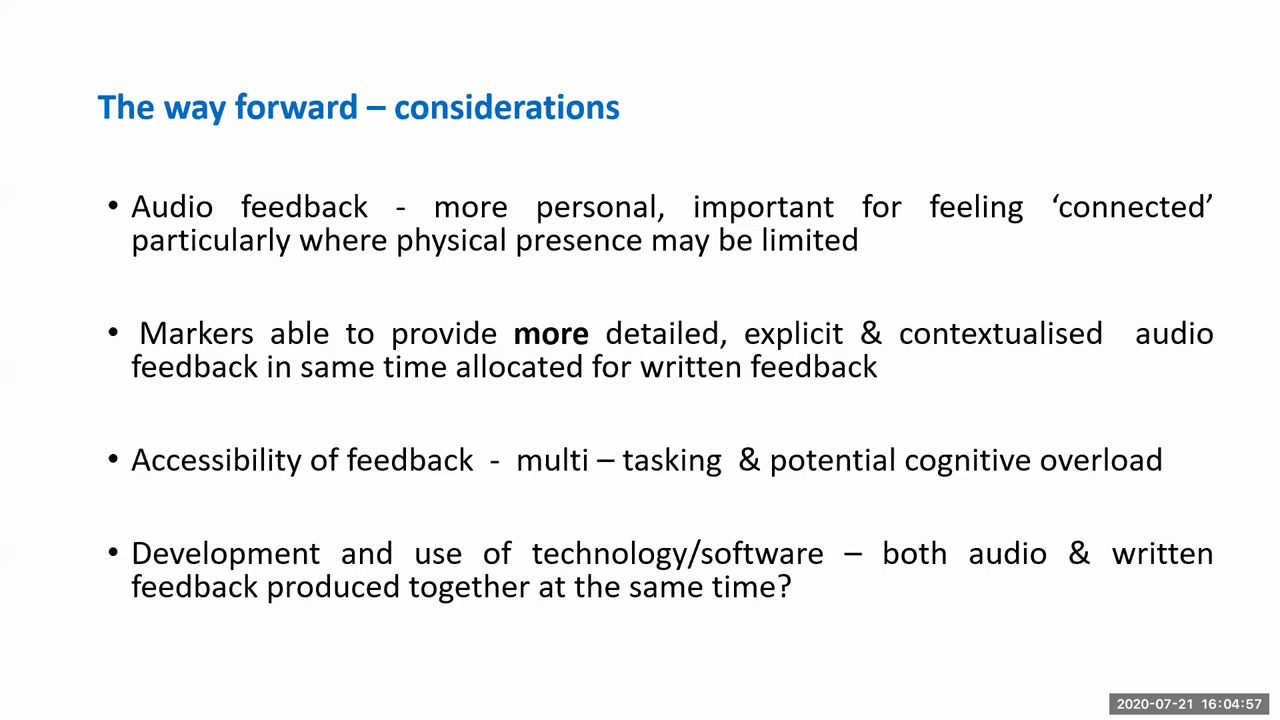 The way forward – considerations
• Audio feedback - more personal, important for feeling ‘connected’
particularly where physical presence may be limited
• Markers able to provide more detailed, explicit & contextualised audio
feedback in same time allocated for written feedback
• Accessibility of feedback - multi – tasking & potential cognitive overload
• Development and use of technology/software – both audio & written
feedback produced together at the same time?
2020-07-21 16:04:57